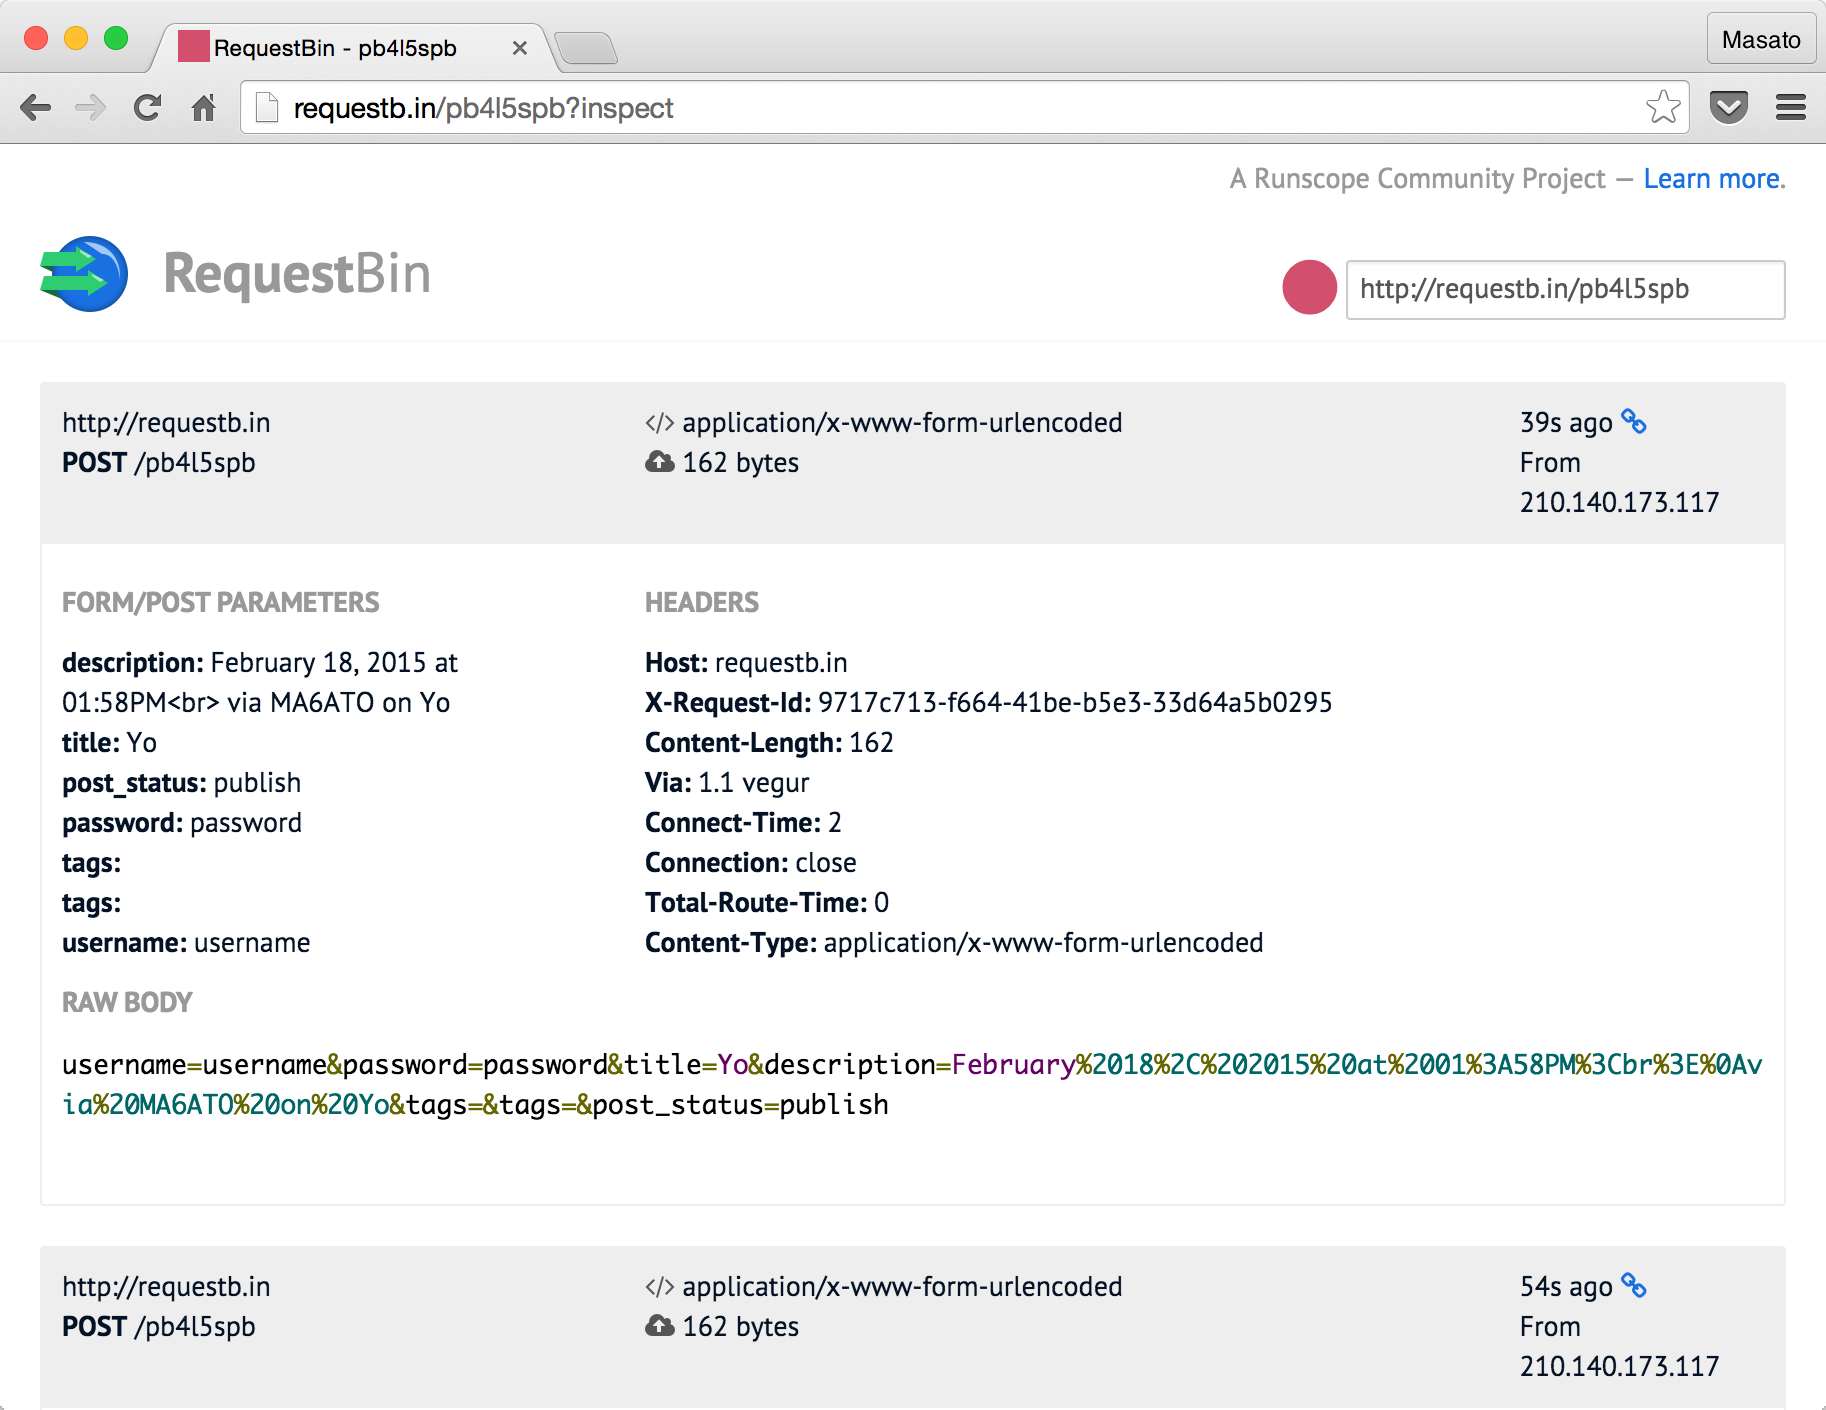 RequestBin - pb4l5spb
Masato
requestb.in/pb4l5spb?inspect
A Runscope Community Project — Learn more.
RequestBin
http://requestb.in/pb4l5spb
http://requestb.in
POST /pb4l5spb
</> application/x-www-form-urlencoded
162 bytes
39s ago
From
210.140.173.117
FORM/POST PARAMETERS
description: February 18, 2015 at
01:58PM<br> via MA6ATO on Yo
title: Yo
post_status: publish
password: password
tags:
tags:
username: username
HEADERS
Host: requestb.in
X-Request-Id: 9717c713-f664-41be-b5e3-33d64a5b0295
Content-Length: 162
Via: 1.1 vegur
Connect-Time: 2
Connection: close
Total-Route-Time: 0
Content-Type: application/x-www-form-urlencoded
RAW BODY
username=username&password=password&title=Yo&description=February%2018%2C%202015%20at%2001%3A58PM%3Cbr%3E%0Av
ia%20MA6ATO%20on%20Yo&tags=&tags=&post_status=publish
http://requestb.in
POST /pb4l5spb
</> application/x-www-form-urlencoded
162 bytes
54s ago
From
210.140.173.117